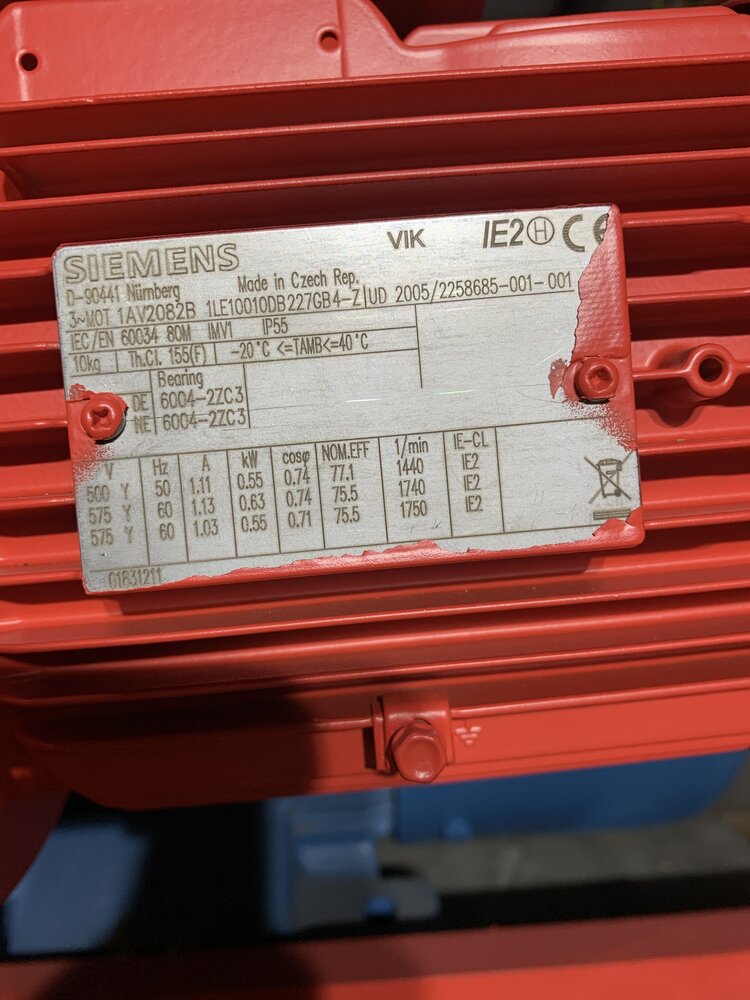 SIEMENS VIK IE2 H CE
D-90441 Nürnberg Made in Czech Rep.
3~MOT 1AV2082B 1LE10010DB227GB4-Z UD 2005/2258685-001-001
IEC/EN 60034 80M IMV1 IP55
10kg Th.Cl. 155(F) -20°C <=TAMB<=40°C
Bearing
DE 6004-2ZC3
NE 6004-2ZC3
V Hz A kW cosφ NOM.EFF 1/min IE-CL
500 Y 50 1.11 0.55 0.74 77.1 1440 IE2
575 Y 60 1.13 0.63 0.74 75.5 1740 IE2
575 Y 60 1.03 0.55 0.71 75.5 1750 IE2
01831211